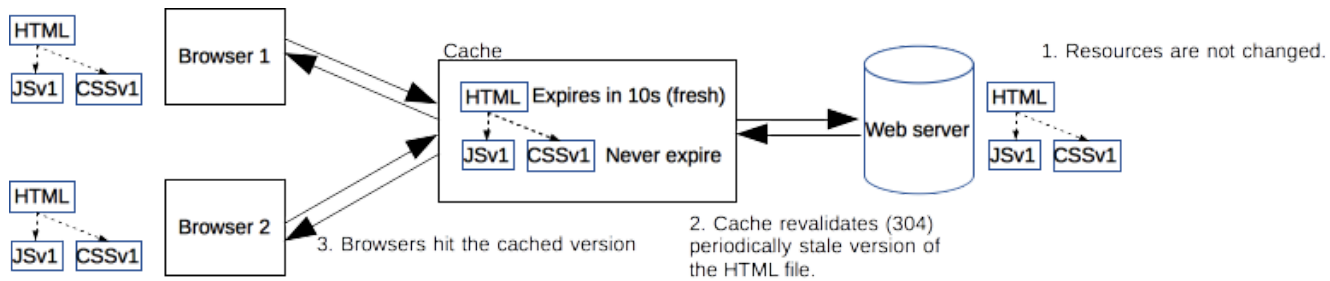 HTML
JSv1 CSSv1
Browser 1
Cache
HTML Expires in 10s (fresh)
JSv1 CSSv1 Never expire
Web server
1. Resources are not changed.
HTML
JSv1 CSSv1
HTML
JSv1 CSSv1
Browser 2
3. Browsers hit the cached version
2. Cache revalidates (304)
periodically stale version of
the HTML file.